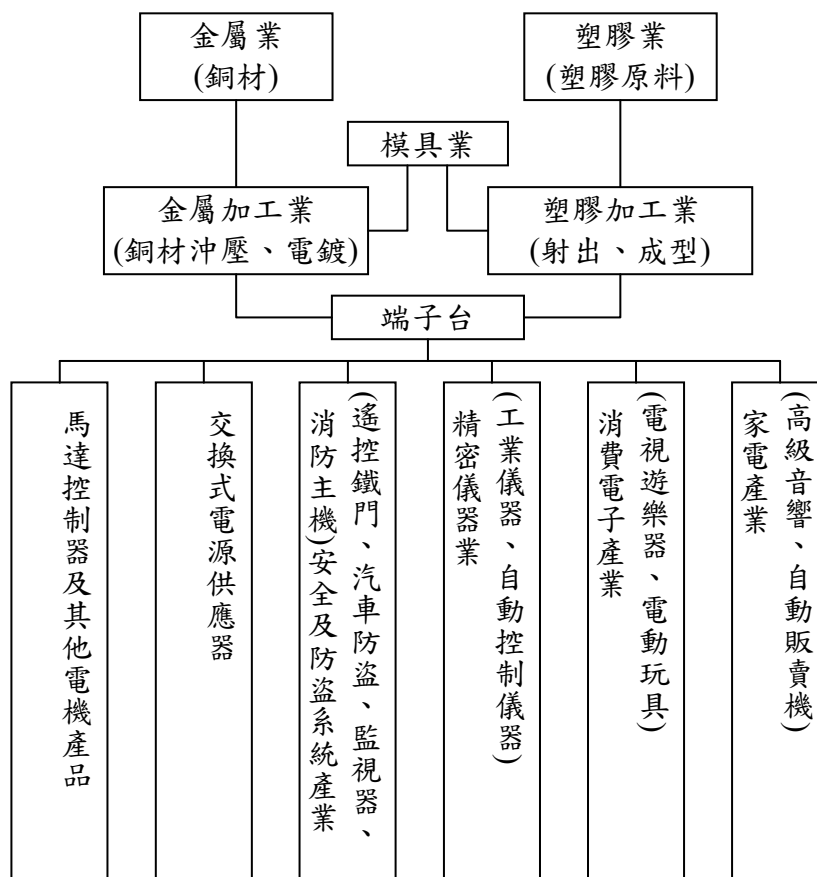 金屬業
(銅材)
塑膠業
(塑膠原料)
模具業
金屬加工業
(銅材沖壓、電鍍)
塑膠加工業
(射出、成型)
端子台
馬達控制器及其他電機產品
交換式電源供應器
(遙控鐵門、汽車防盜、監視器、
消防主機)安全及防盜系統產業
(工業儀器、自動控制儀器)
精密儀器業
(電視遊樂器、電動玩具)
消費電子產業
(高級音響、自動販賣機)
家電產業